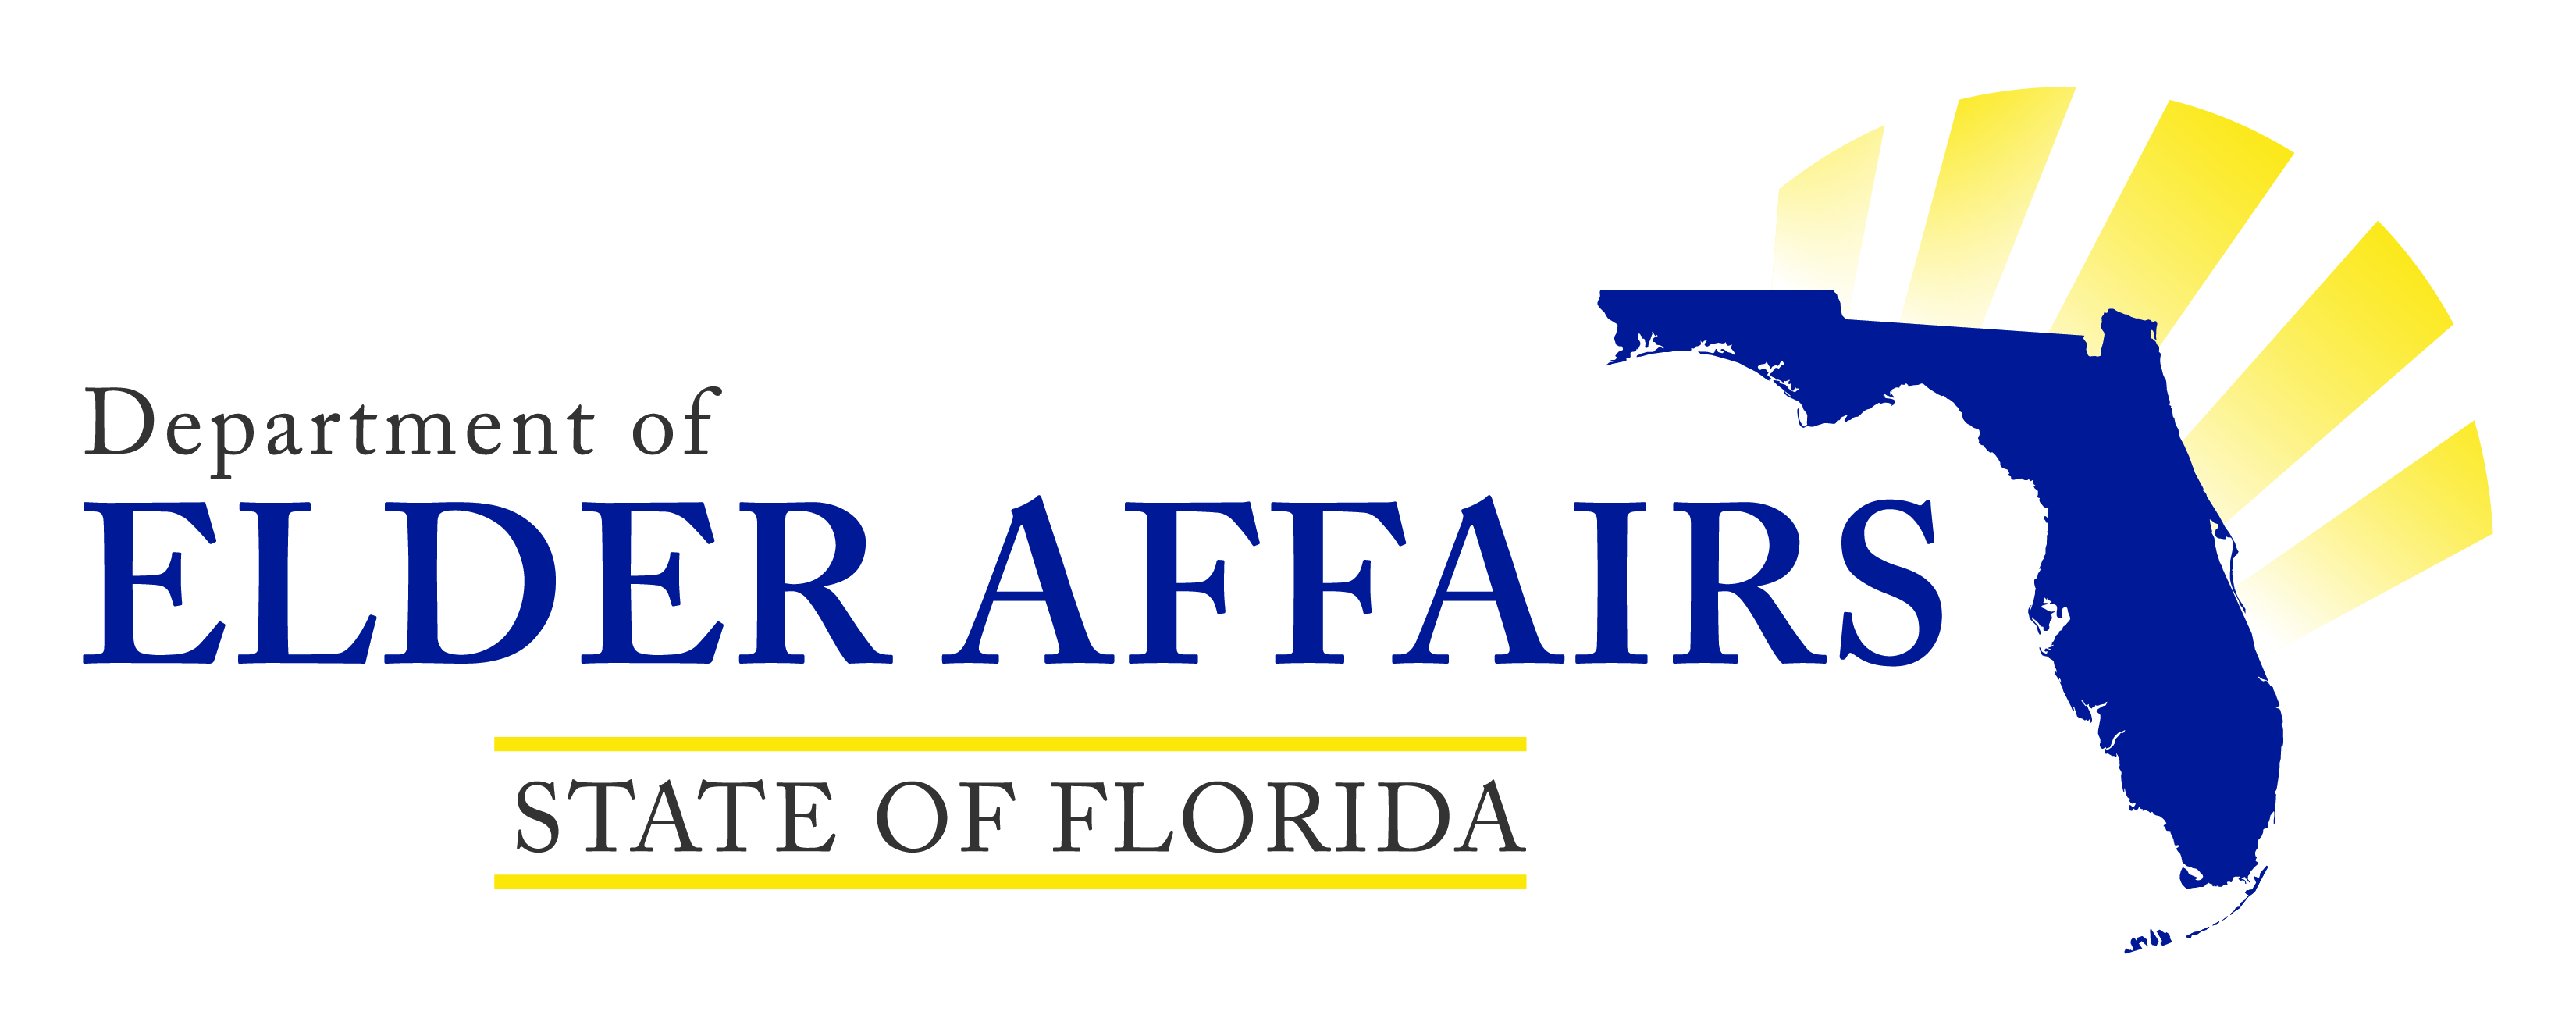 Department of
ELDER AFFAIRS
STATE OF FLORIDA